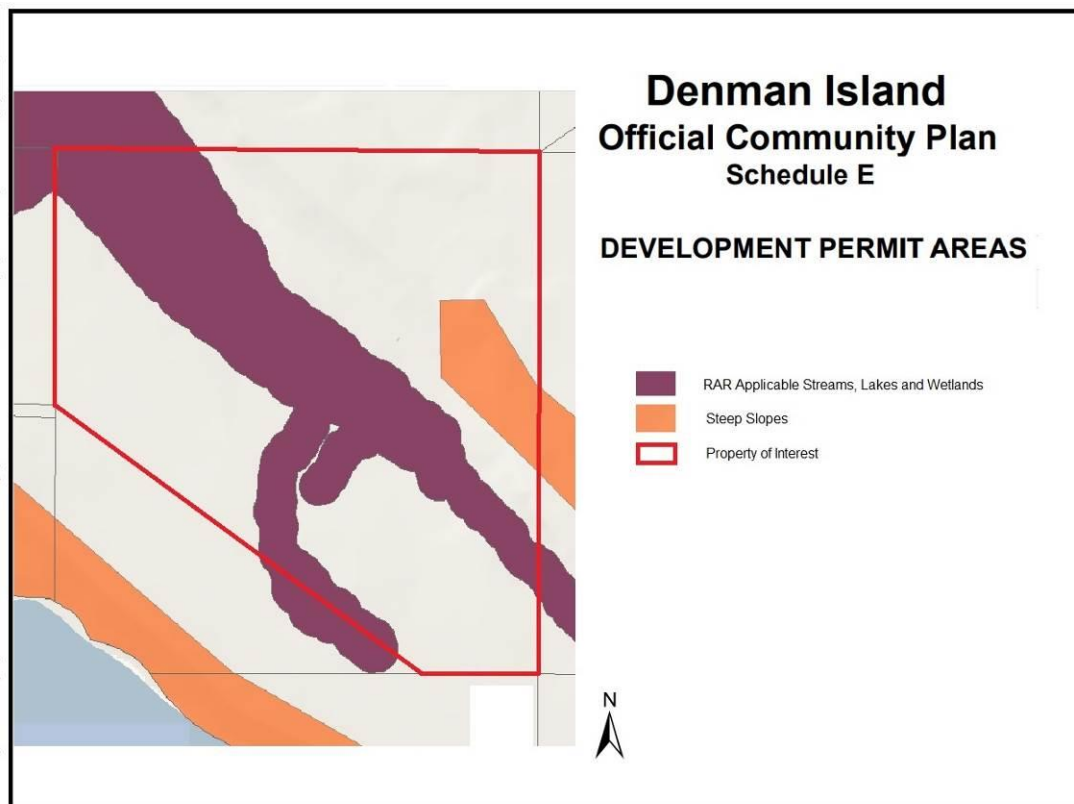 Denman Island
Official Community Plan
Schedule E
DEVELOPMENT PERMIT AREAS
RAR Applicable Streams, Lakes and Wetlands
Steep Slopes
Property of Interest
N